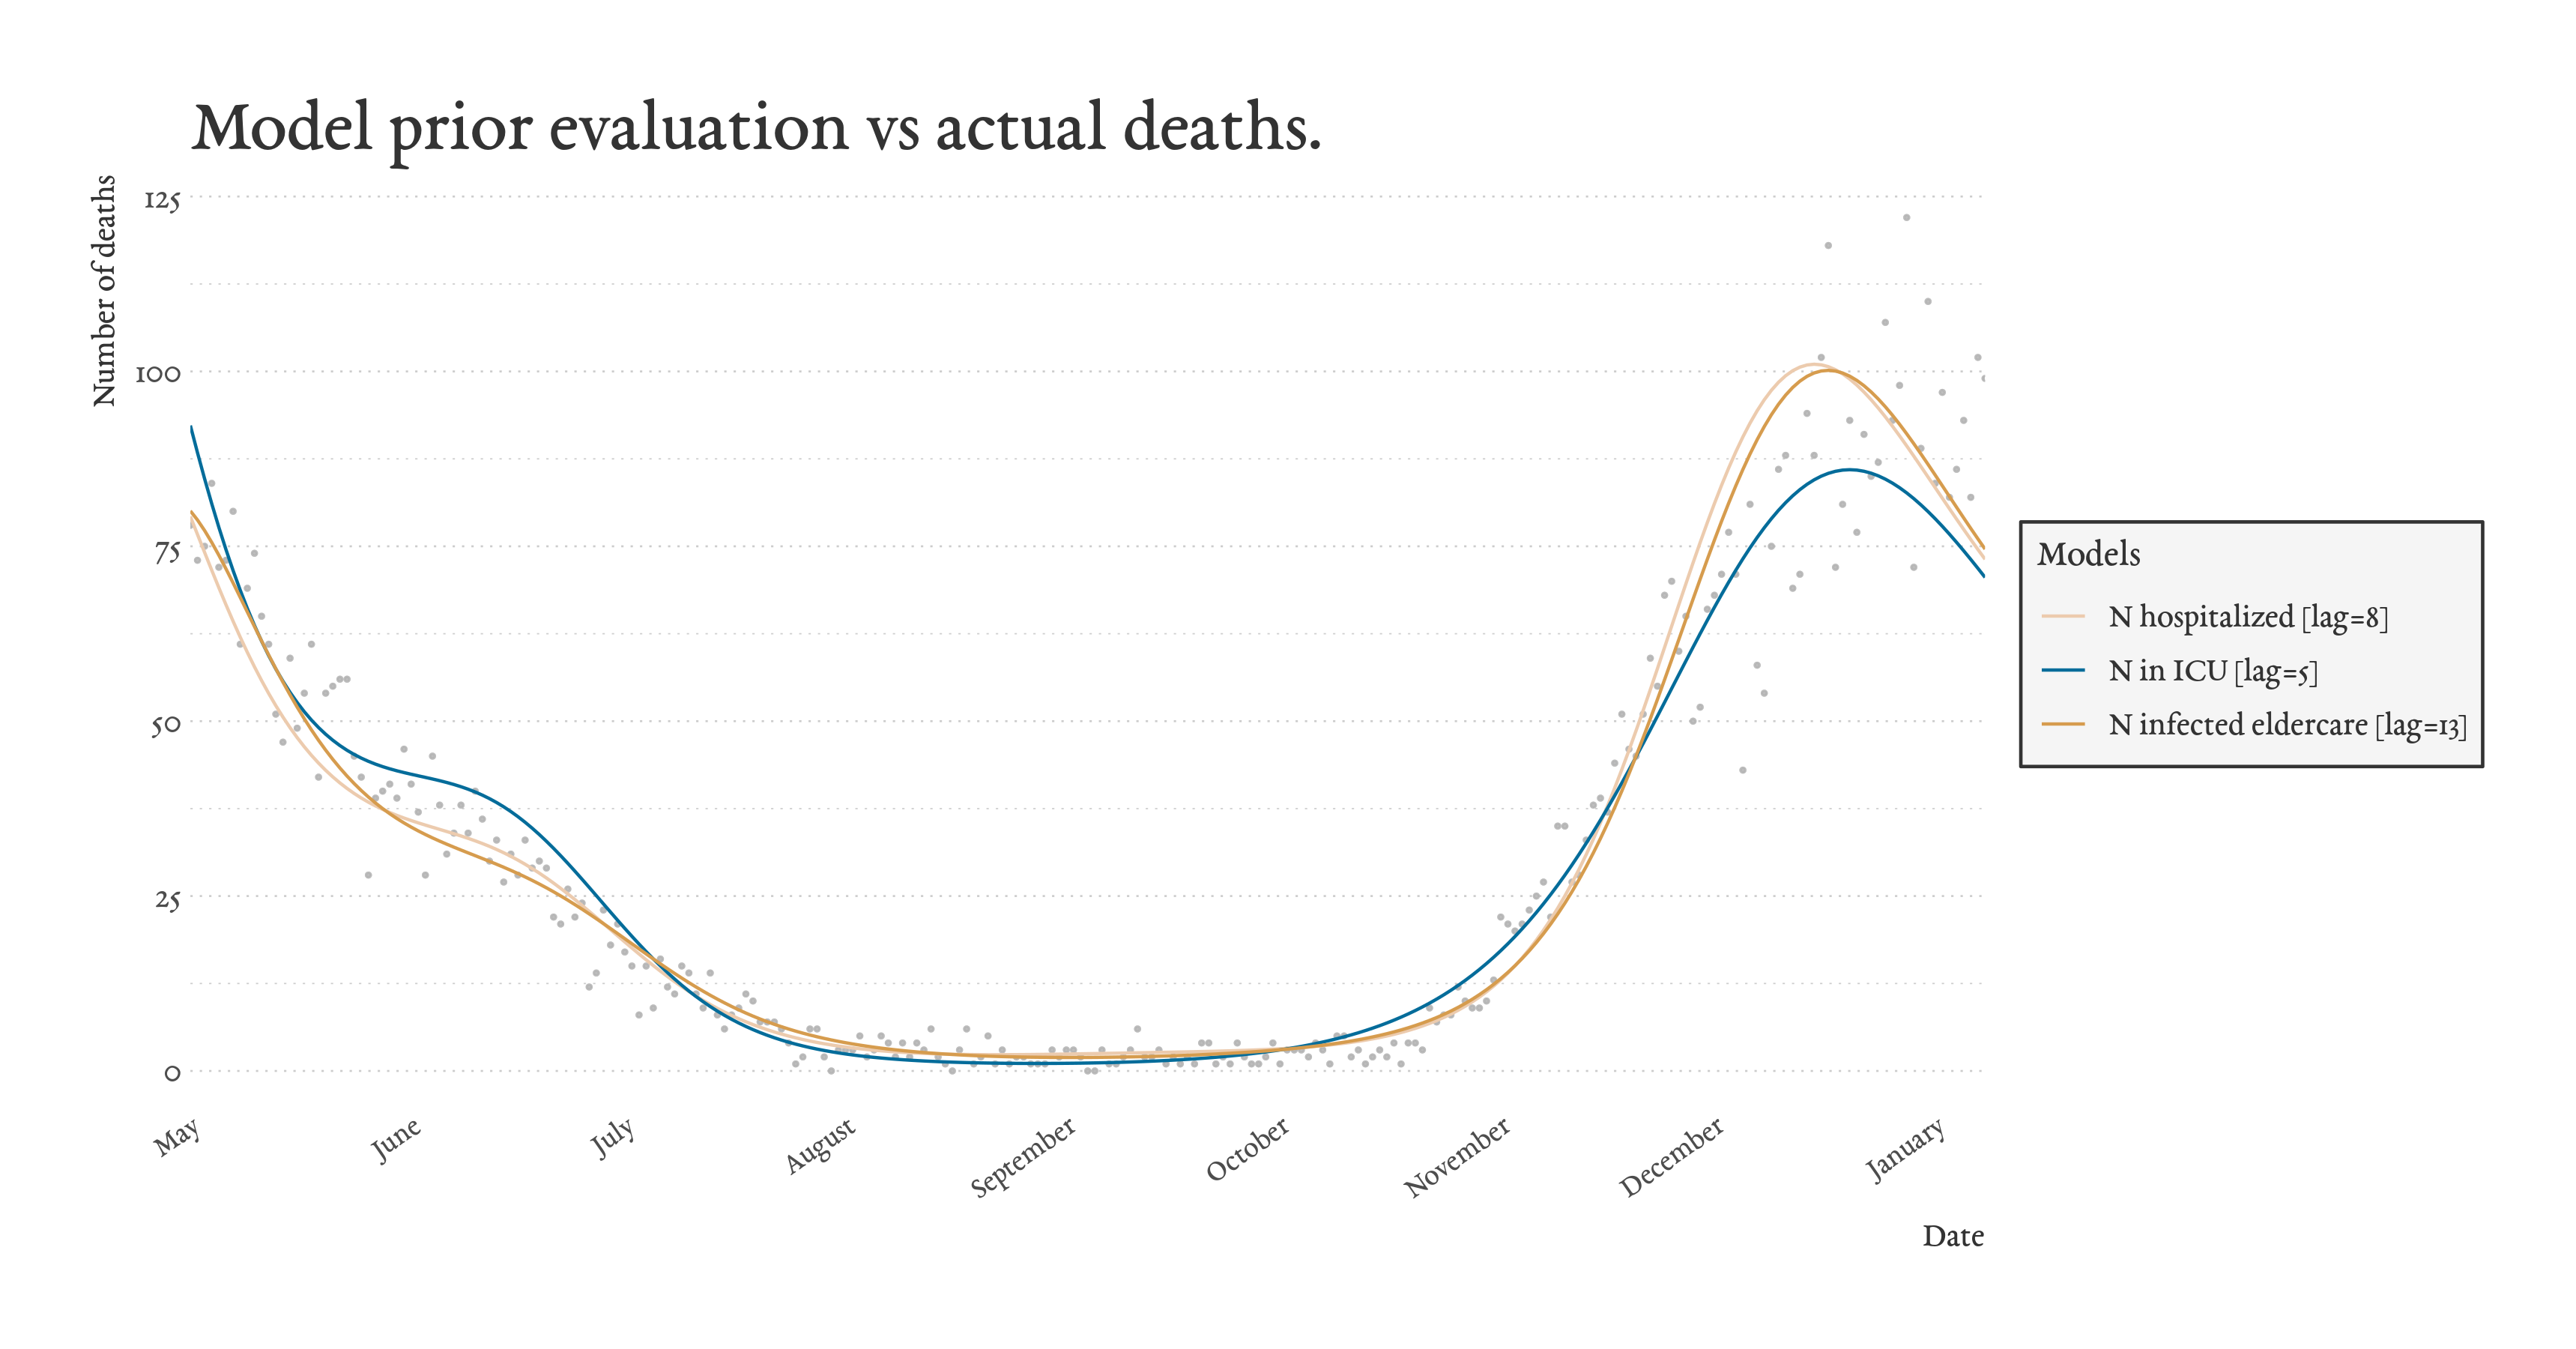 Model prior evaluation vs actual deaths.
Number of deaths
125
100
75
50
25
0
May
June
July
August
September
October
November
December
January
Date
Models
N hospitalized [lag=8]
N in ICU [lag=5]
N infected eldercare [lag=13]